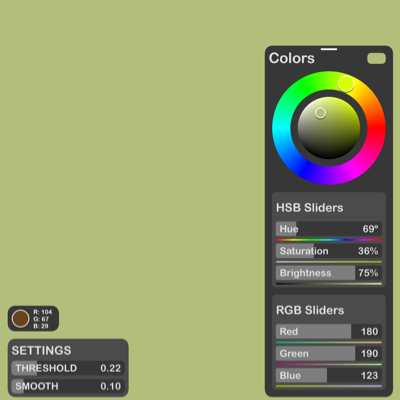 Colors
HSB Sliders
Hue 69º
Saturation 36%
Brightness 75%
RGB Sliders
Red 180
Green 190
Blue 123
R: 104
G: 67
B: 29
SETTINGS
THRESHOLD 0.22
SMOOTH 0.10